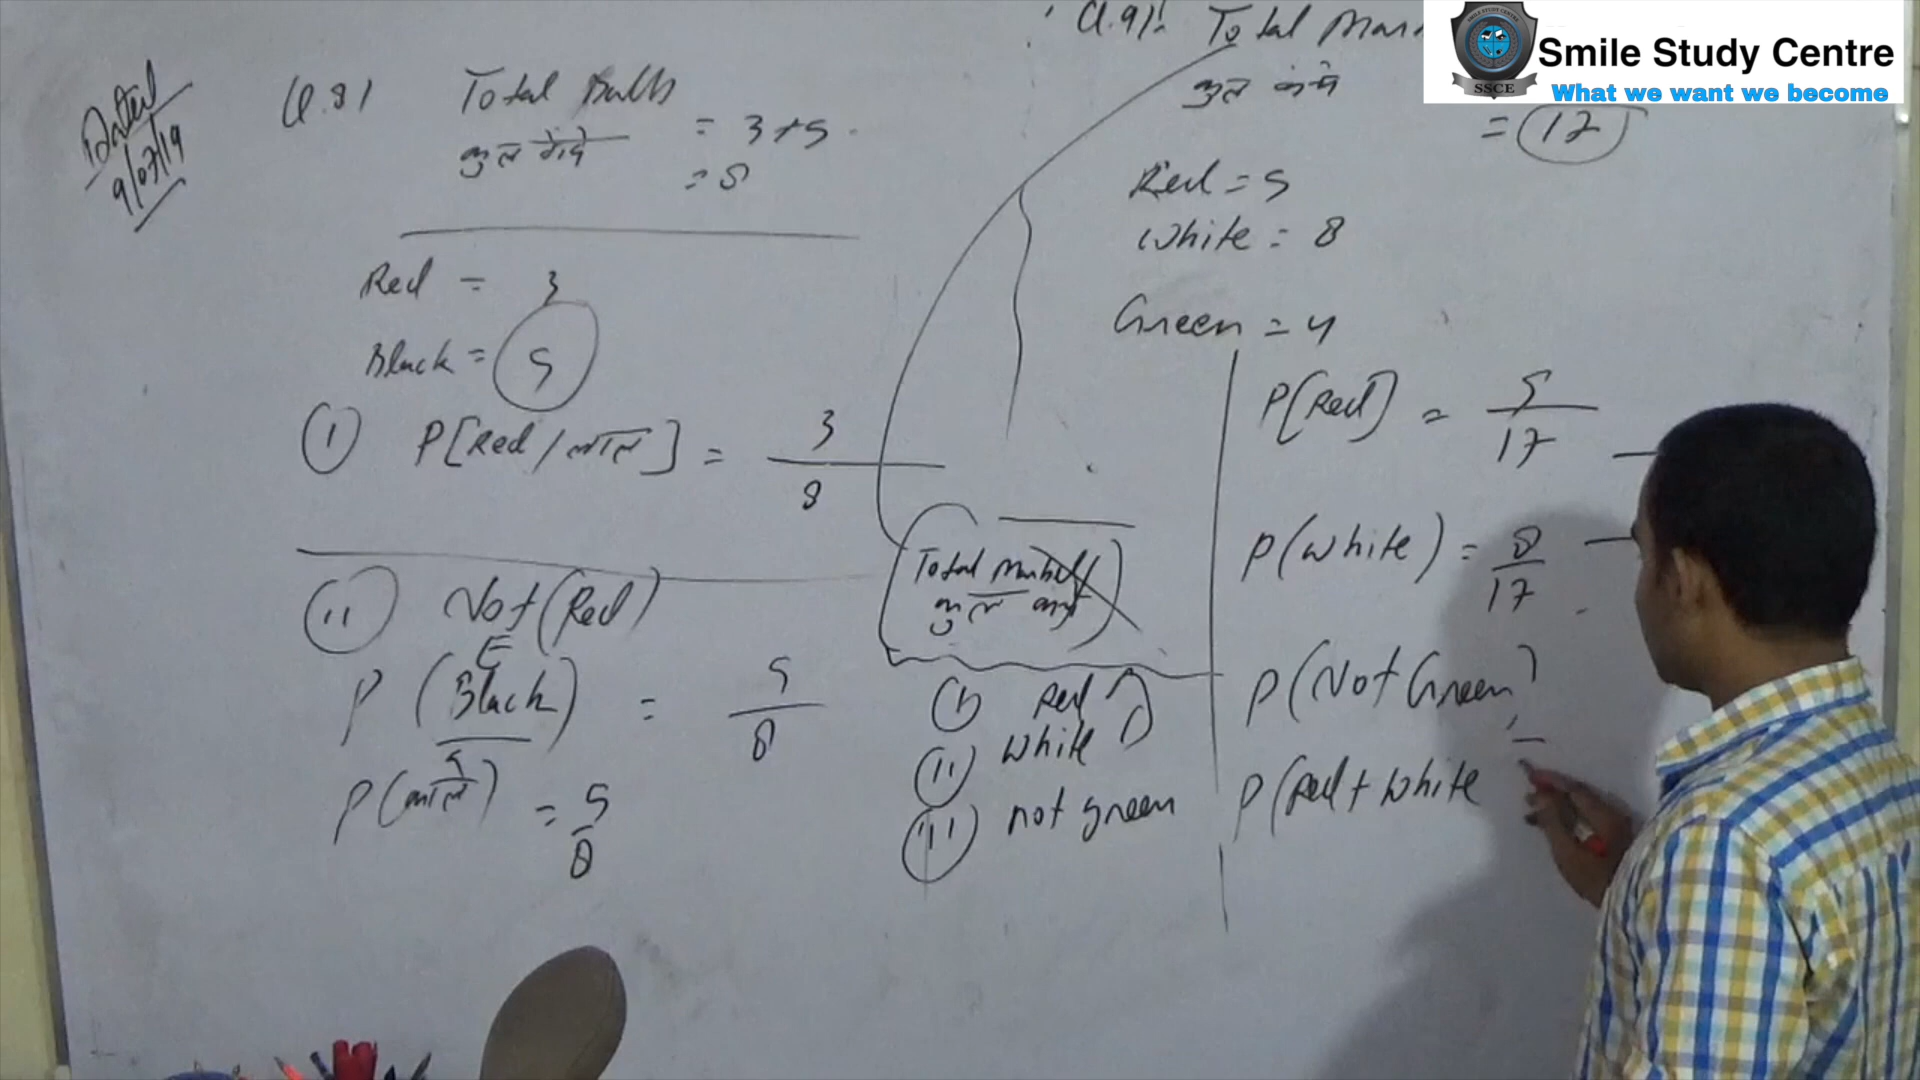 Dated
9/07/19
Q.8)
Total Balls
कुल गेंदे
= 3+5
= 8
Red = 3
Black = 5
(i) P[Red/लाल] = 3/8
(ii) Not (Red)
P (Black) = 5/8
= 5/8
Q.9): Total
कुल कंचे
= 17
Red = 5
White = 8
Green = 4
Total
कुल
(i) Red
(ii) White
(iii) not green
P[Red] = 5/17
P(White) = 8/17
P(Not Green)
P(Red + White
SSCE
Smile Study Centre
What we want we become